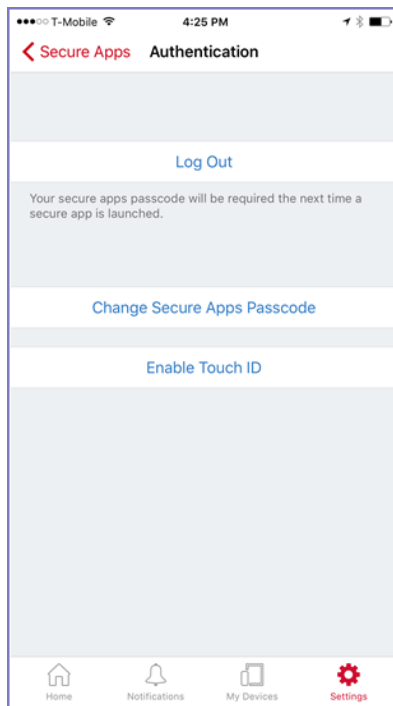 T-Mobile 4:25 PM
Secure Apps Authentication
Log Out
Your secure apps passcode will be required the next time a
secure app is launched.
Change Secure Apps Passcode
Enable Touch ID
Home Notifications My Devices Settings